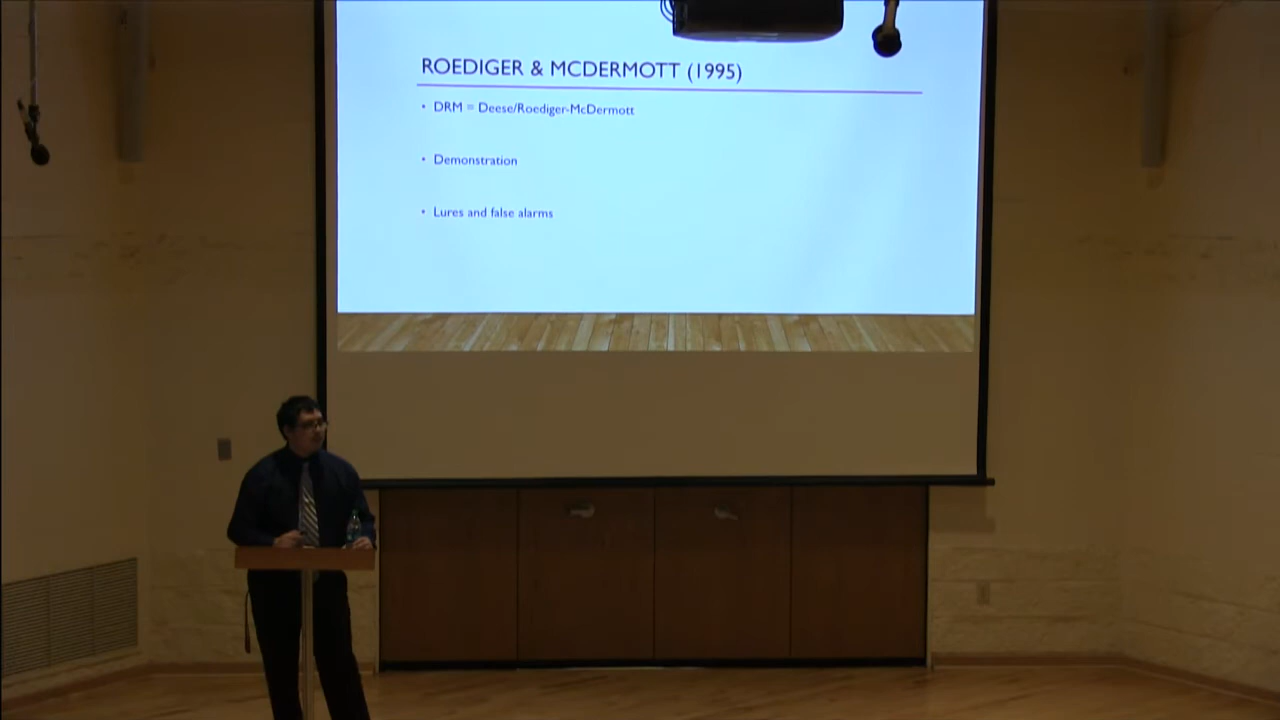 ROEDIGER & MCDERMOTT (1995)
• DRM = Deese/Roediger-McDermott
• Demonstration
• Lures and false alarms